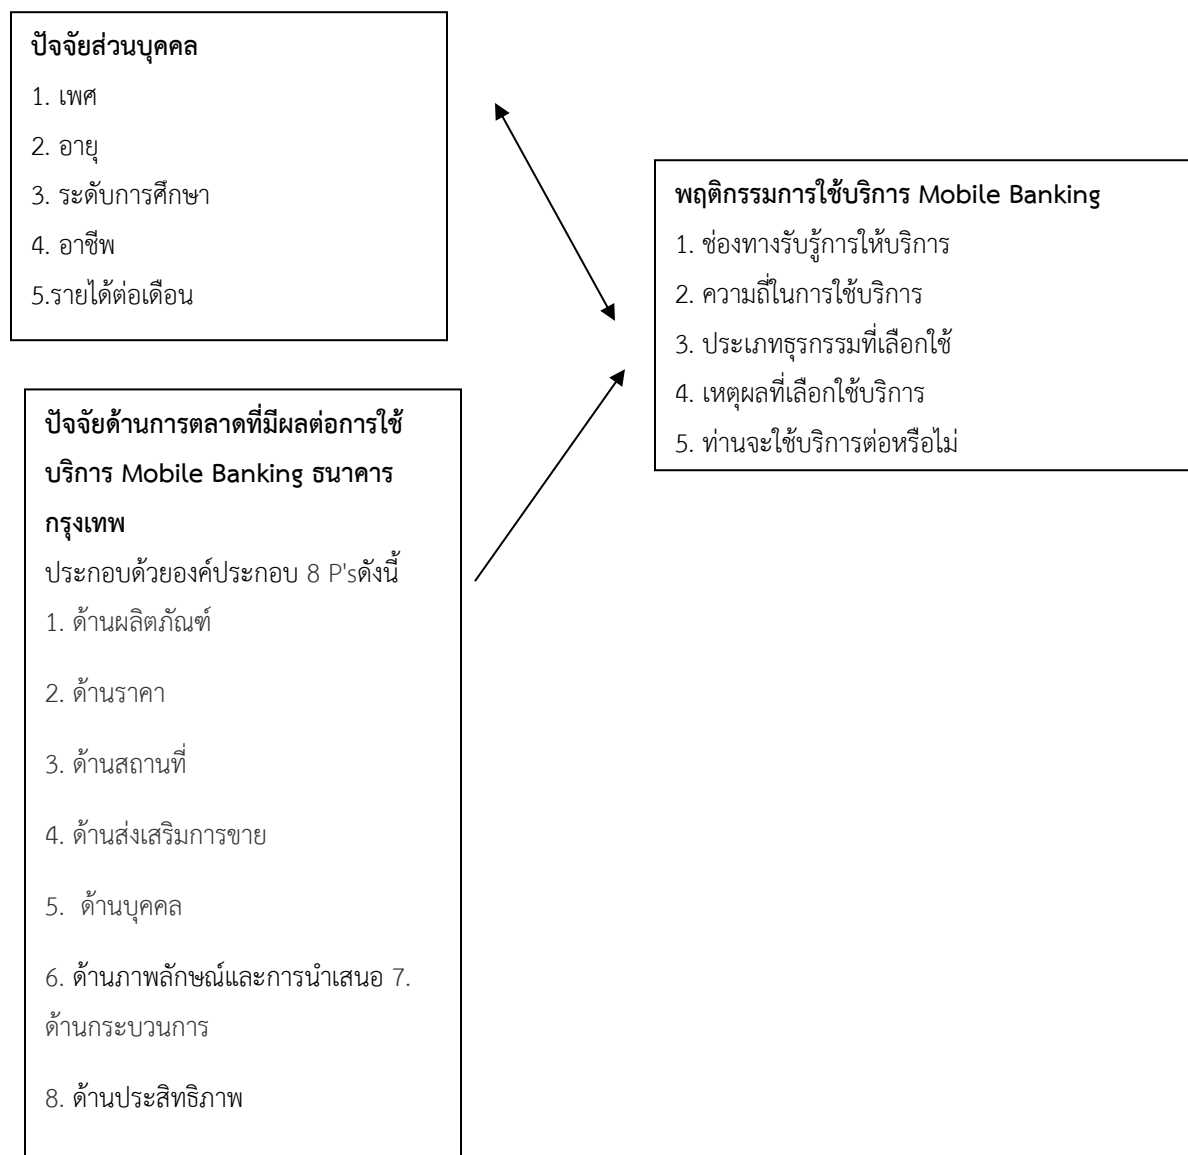 ปัจจัยส่วนบุคคล
1. เพศ
2. อายุ
3. ระดับการศึกษา
4. อาชีพ
5.รายได้ต่อเดือน
พฤติกรรมการใช้บริการ Mobile Banking
1. ช่องทางรับรู้การให้บริการ
2. ความถี่ในการใช้บริการ
3. ประเภทธุรกรรมที่เลือกใช้
4. เหตุผลที่เลือกใช้บริการ
5. ท่านจะใช้บริการต่อหรือไม่
ปัจจัยด้านการตลาดที่มีผลต่อการใช้
บริการ Mobile Banking ธนาคาร
กรุงเทพ
ประกอบด้วยองค์ประกอบ 8 P'sดังนี้
1. ด้านผลิตภัณฑ์
2. ด้านราคา
3. ด้านสถานที่
4. ด้านส่งเสริมการขาย
5. ด้านบุคคล
6. ด้านภาพลักษณ์และการนำเสนอ 7.
ด้านกระบวนการ
8. ด้านประสิทธิภาพ